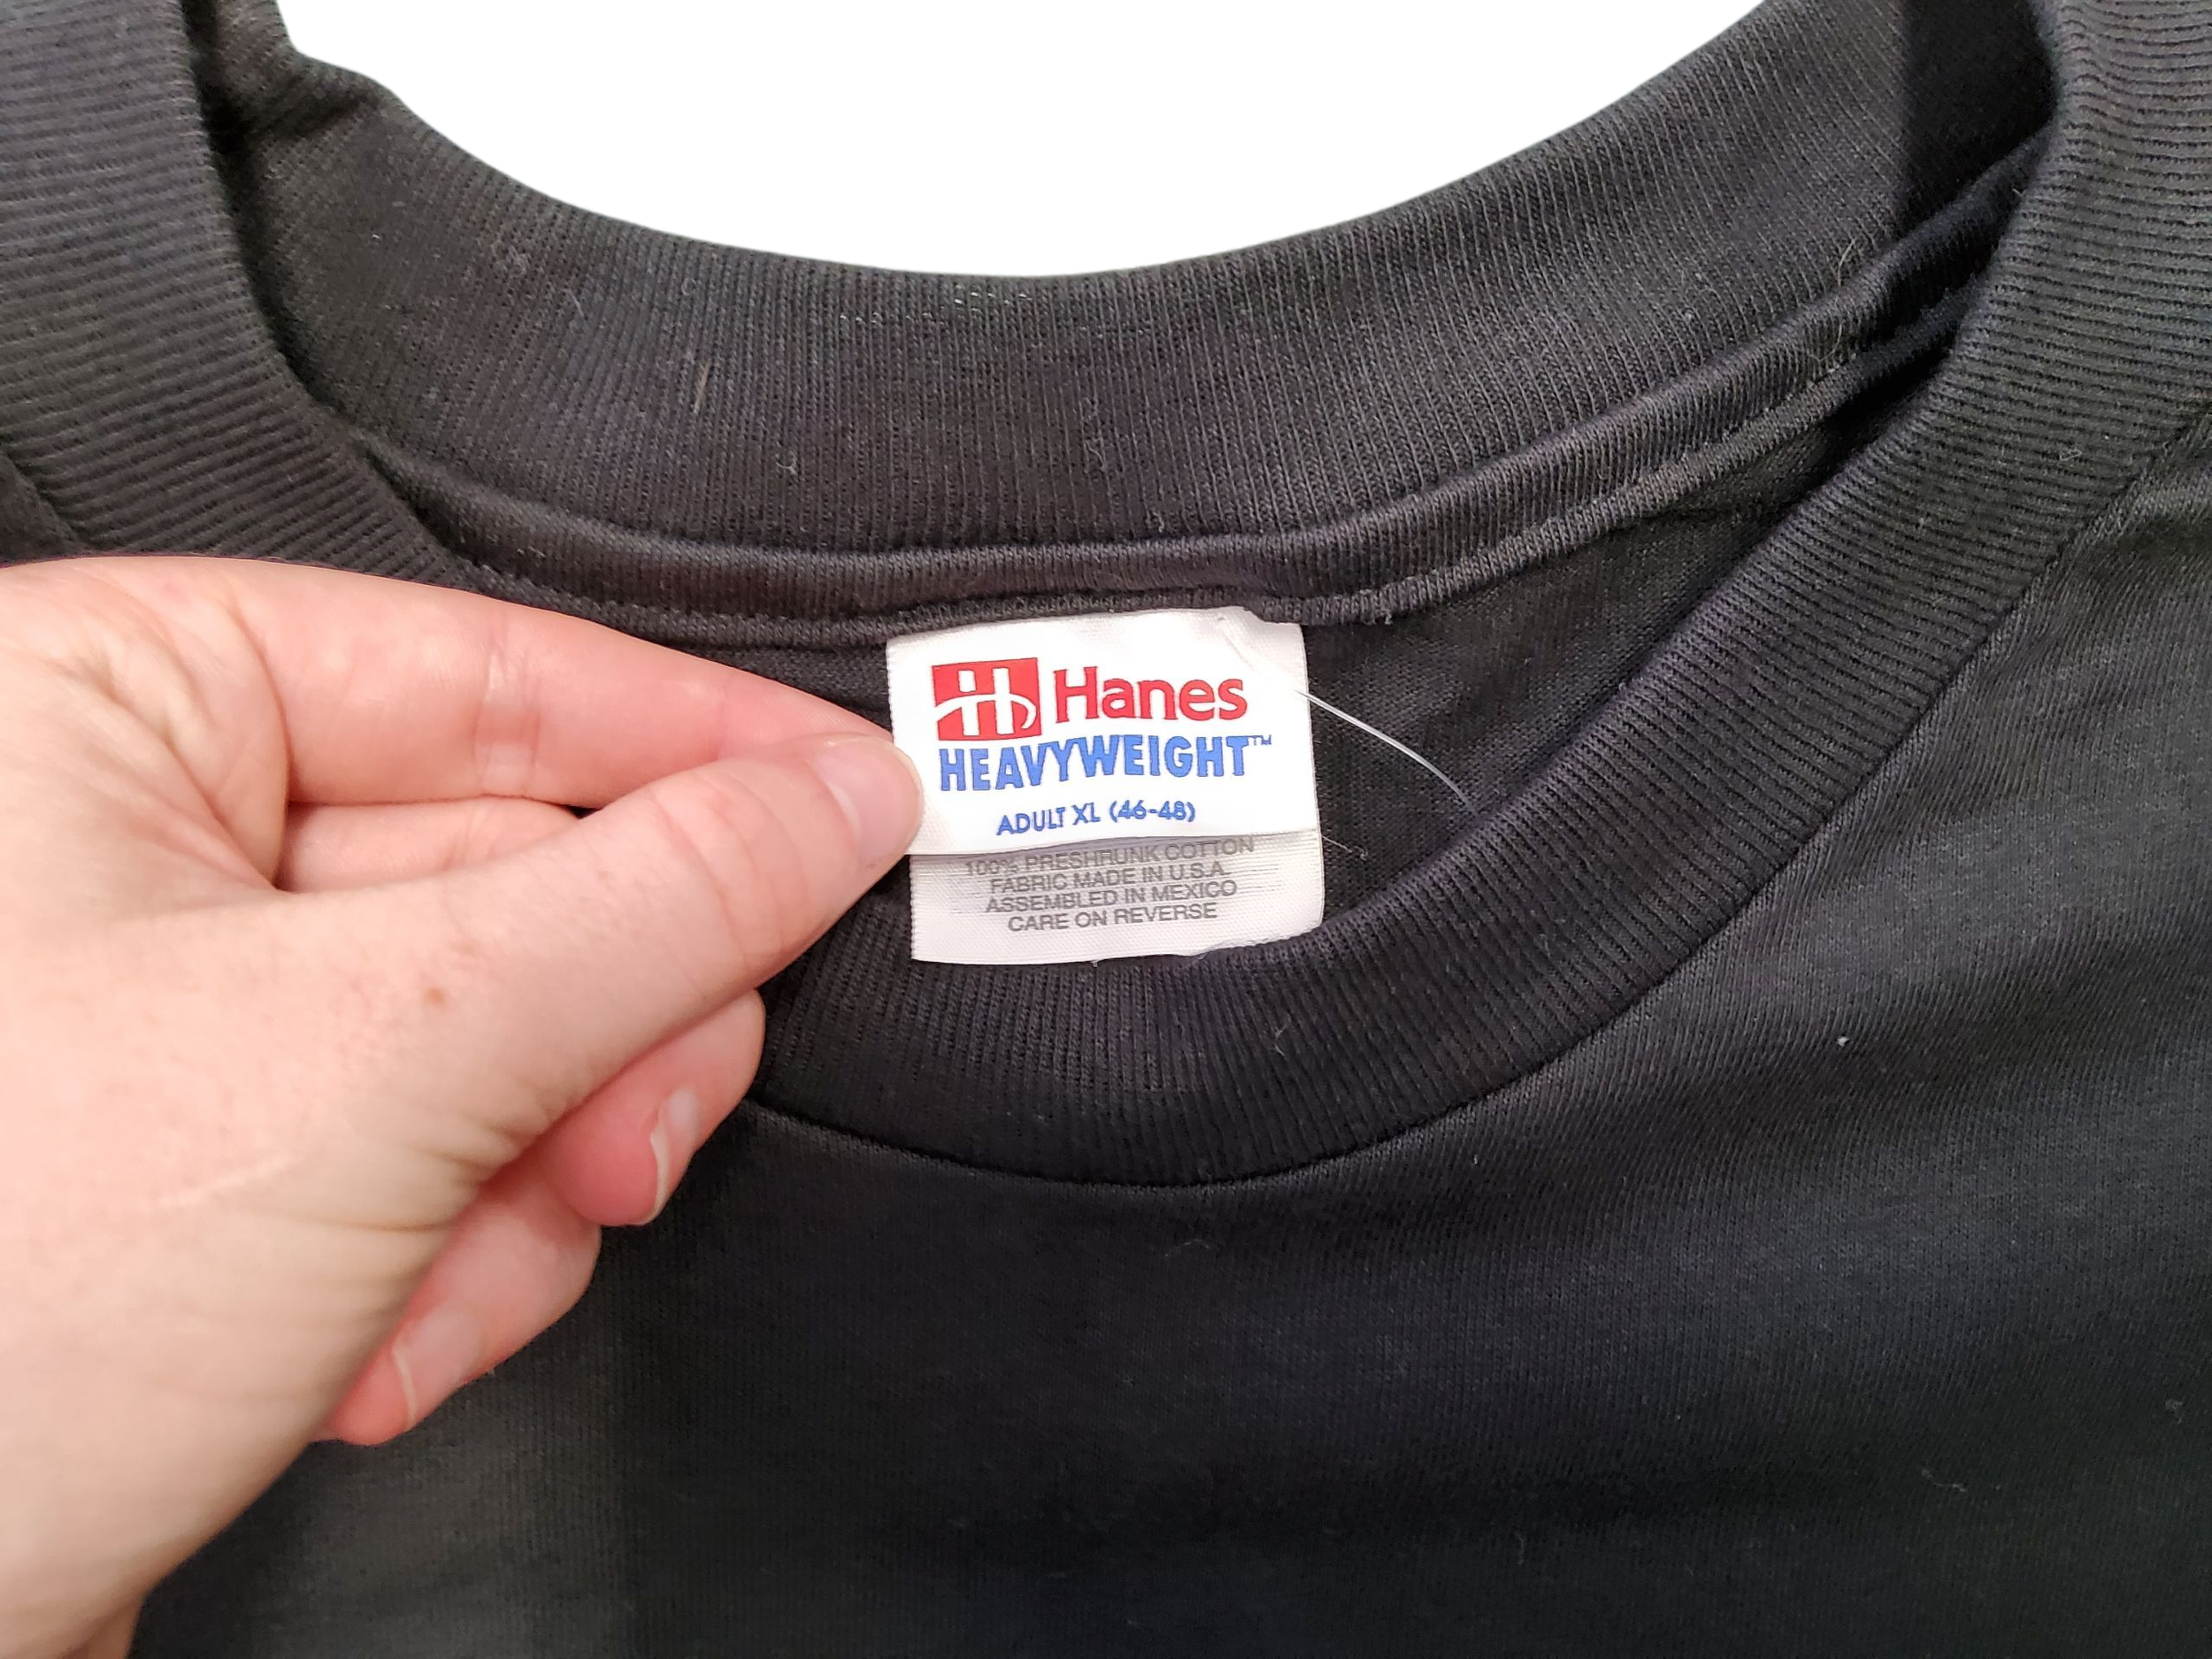 H Hanes
HEAVYWEIGHT™
ADULT XL (46-48)
100% PRESHRUNK COTTON
FABRIC MADE IN U.S.A.
ASSEMBLED IN MEXICO
CARE ON REVERSE